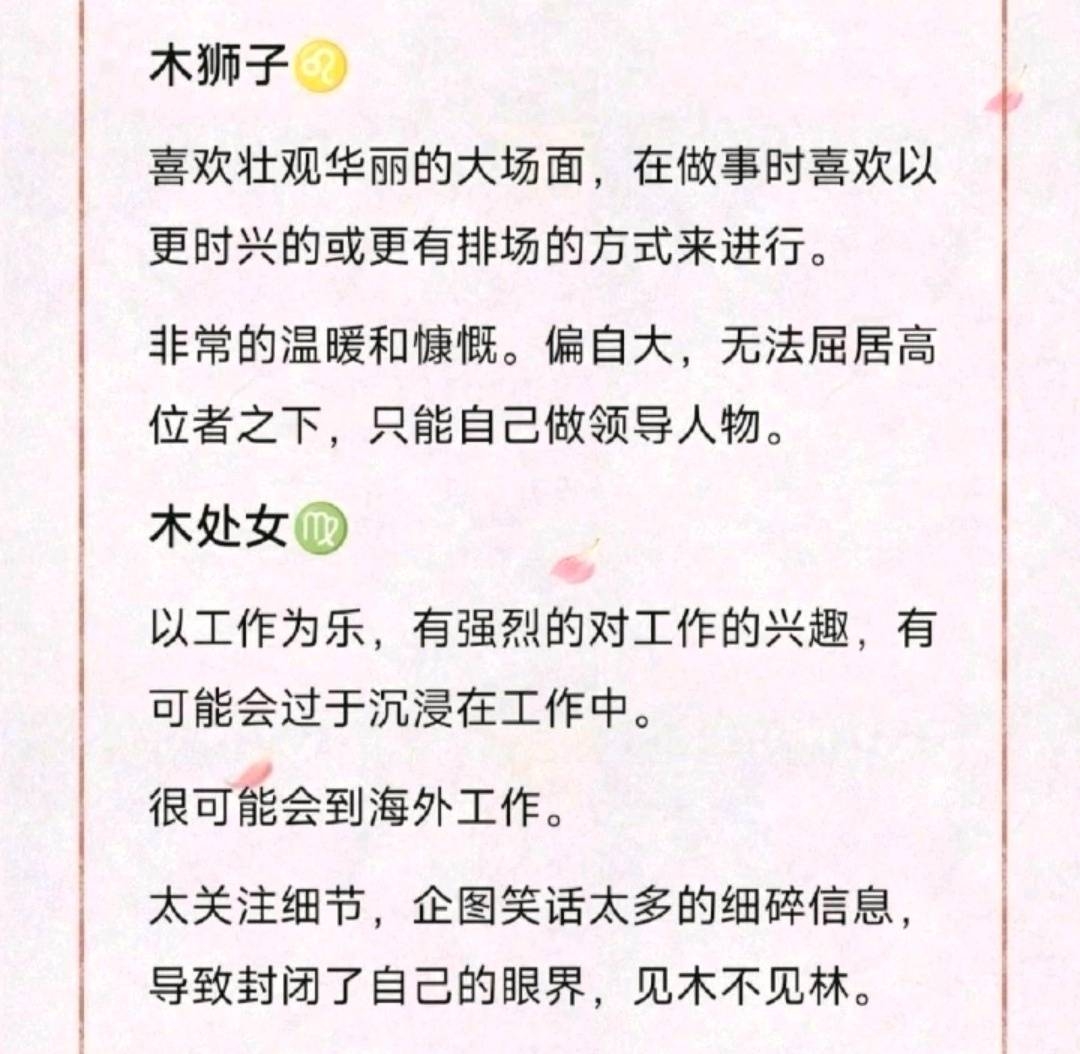 木狮子♌
喜欢壮观华丽的大场面，在做事时喜欢以
更时兴的或更有排场的方式来进行。
非常的温暖和慷慨。偏自大，无法屈居高
位者之下，只能自己做领导人物。
木处女♍
以工作为乐，有强烈的对工作的兴趣，有
可能会过于沉浸在工作中。
很可能会到海外工作。
太关注细节，企图笑话太多的细碎信息，
导致封闭了自己的眼界，见木不见林。